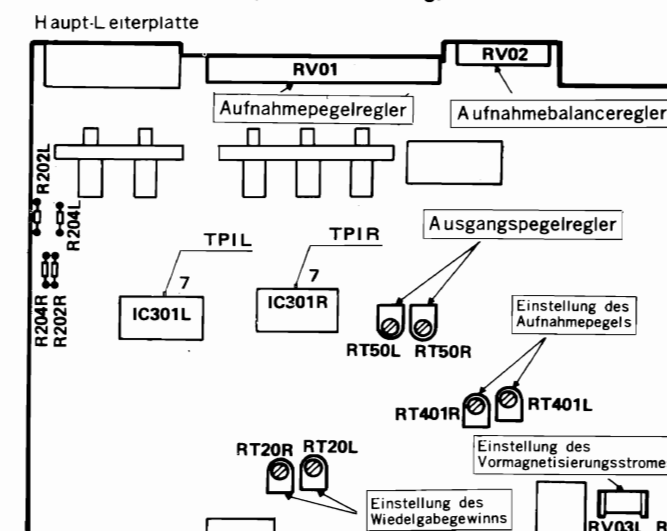 Haupt-Leiterplatte
RV01
RV02
Aufnahmepegelregler
Aufnahmebalanceregler
R202L
R204L
R204R
R202R
TPIL
TPIR
Ausgangspegelregler
7
7
IC301L
IC301R
RT50L
RT50R
Einstellung des
Aufnahmepegels
RT401R
RT401L
RT20R
RT20L
Einstellung des
Vormagnetisierungsstrome
Einstellung des
Wiedelgabegewinns
RV03L
R